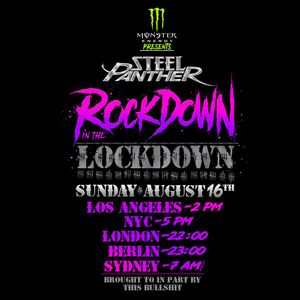 MONSTER
ENERGY
PRESENTS
STEEL
PANTHER
ROCKDOWN
IN THE
LOCKDOWN
SUNDAY AUGUST 16TH
LOS ANGELES - 2 PM
NYC - 5 PM
LONDON - 22:00
BERLIN - 23:00
SYDNEY - 7 AM
BROUGHT TO IN PART BY
THIS BULLSHIT